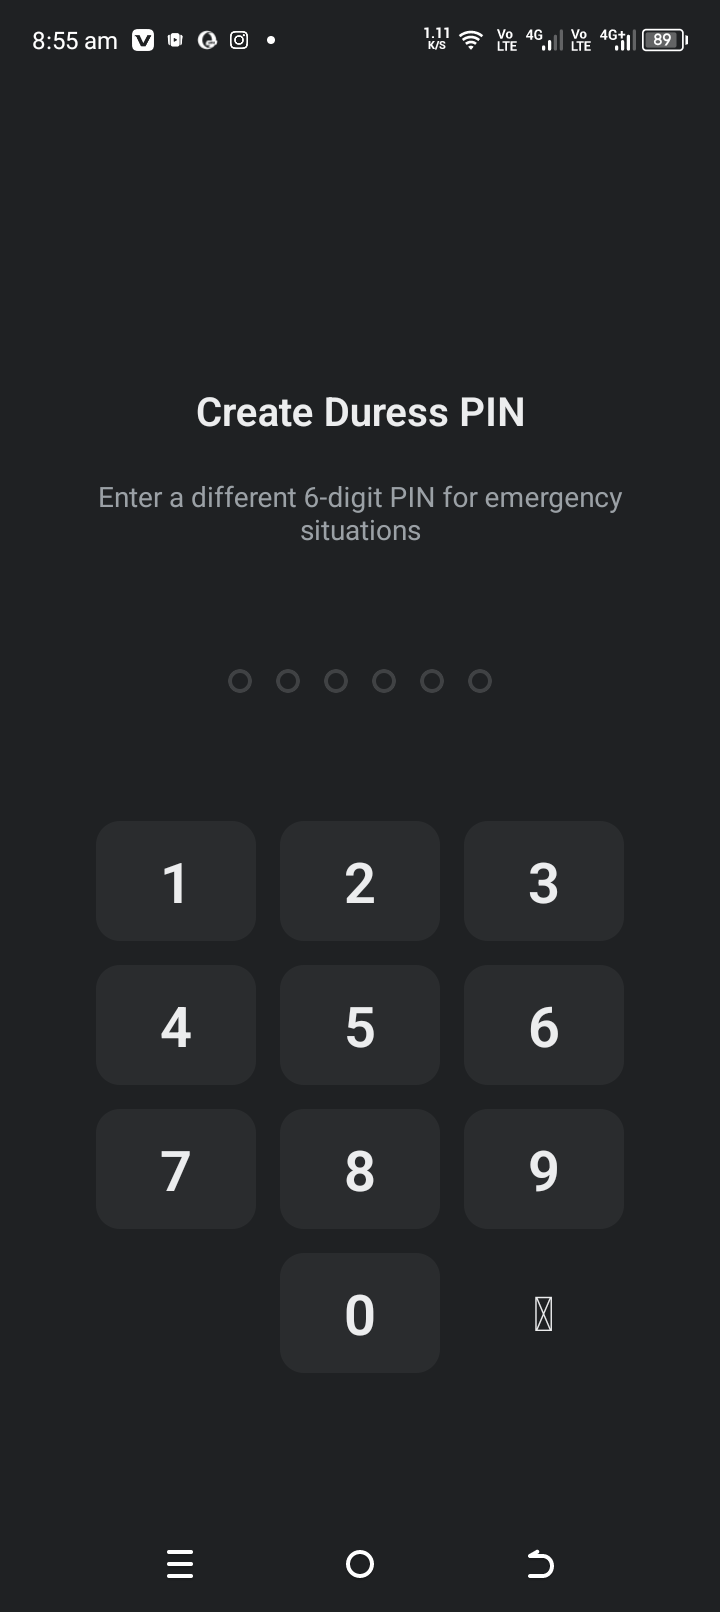 8:55 am 1.11 K/S Vo LTE 4G Vo LTE 4G+ 89
Create Duress PIN
Enter a different 6-digit PIN for emergency
situations
1 2 3
4 5 6
7 8 9
0